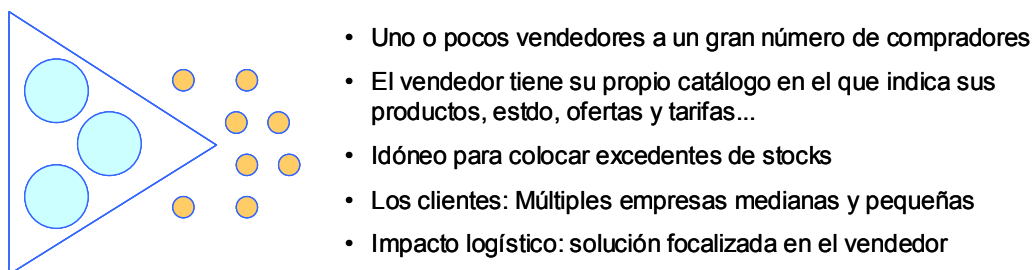 • Uno o pocos vendedores a un gran número de compradores
• El vendedor tiene su propio catálogo en el que indica sus
productos, estdo, ofertas y tarifas...
• Idóneo para colocar excedentes de stocks
• Los clientes: Múltiples empresas medianas y pequeñas
• Impacto logístico: solución focalizada en el vendedor